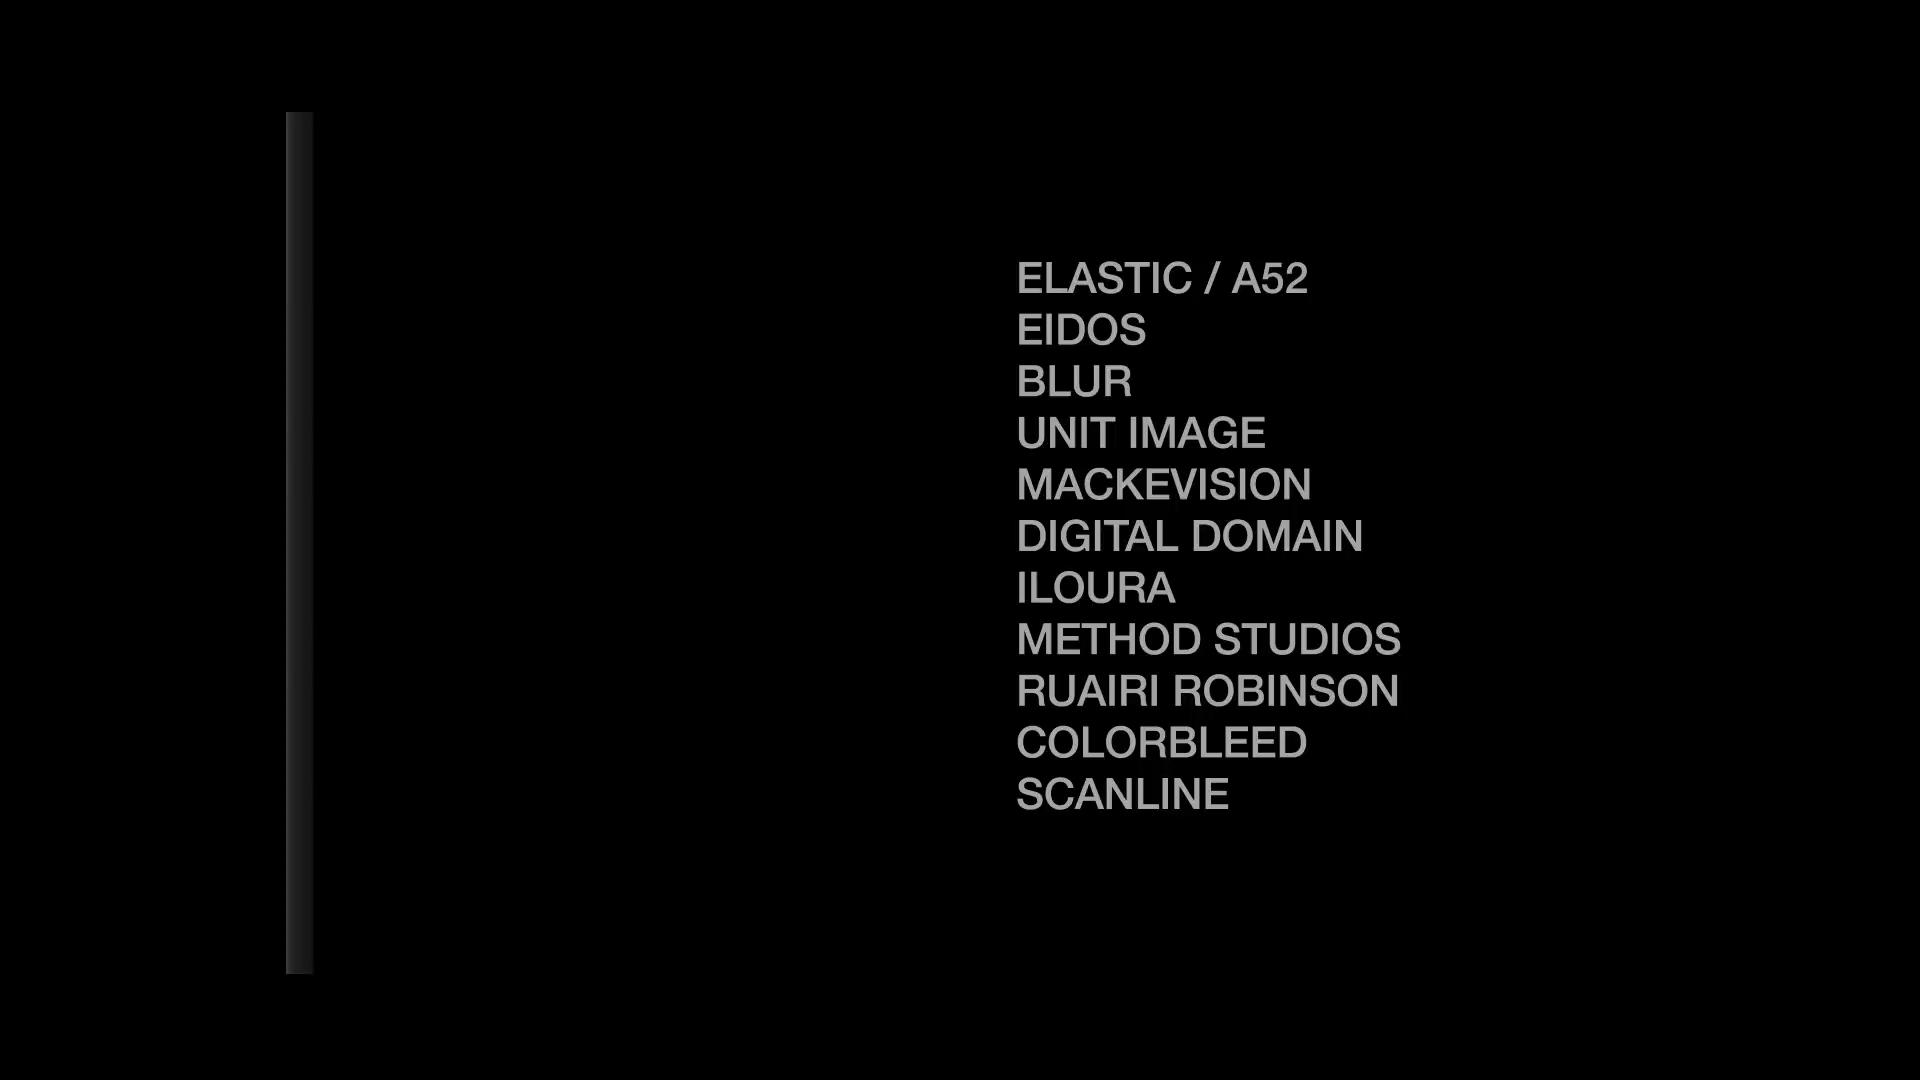 ELASTIC / A52
EIDOS
BLUR
UNIT IMAGE
MACKEVISION
DIGITAL DOMAIN
ILOURA
METHOD STUDIOS
RUAIRI ROBINSON
COLORBLEED
SCANLINE